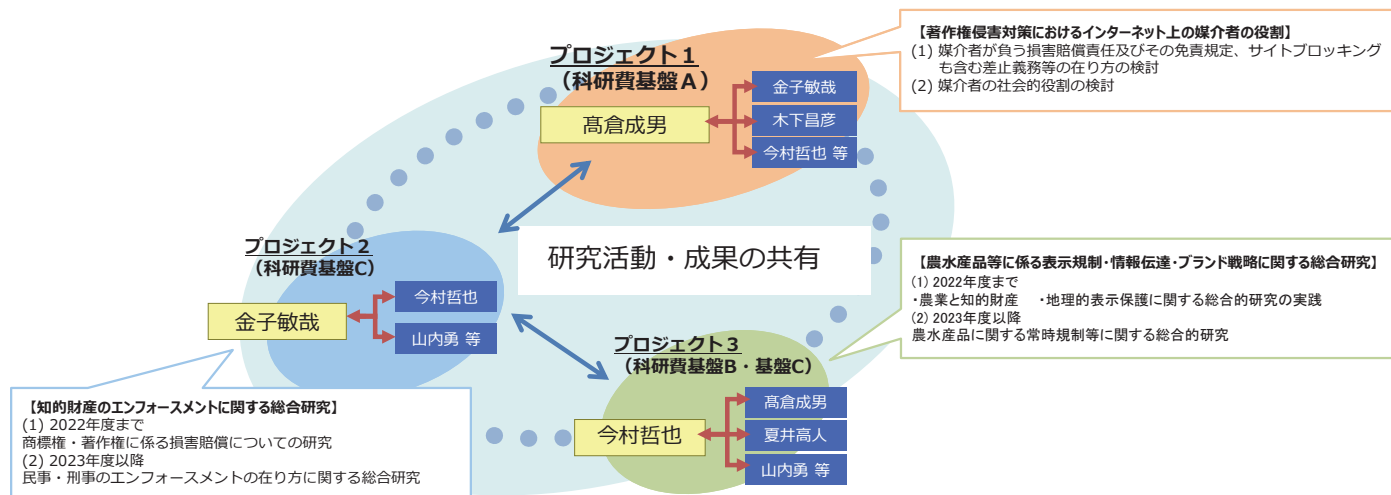 プロジェクト1
（科研費基盤A）
髙倉成男
金子敏哉
木下昌彦
今村哲也 等
【著作権侵害対策におけるインターネット上の媒介者の役割】
(1) 媒介者が負う損害賠償責任及びその免責規定、サイトブロッキング
も含む差止義務等の在り方の検討
(2) 媒介者の社会的役割の検討
研究活動・成果の共有
プロジェクト2
（科研費基盤C）
金子敏哉
今村哲也
山内勇 等
【知的財産のエンフォースメントに関する総合研究】
(1) 2022年度まで
商標権・著作権に係る損害賠償についての研究
(2) 2023年度以降
民事・刑事のエンフォースメントの在り方に関する総合研究
プロジェクト3
（科研費基盤B・基盤C）
今村哲也
髙倉成男
夏井高人
山内勇 等
【農水産品等に係る表示規制・情報伝達・ブランド戦略に関する総合研究】
(1) 2022年度まで
・農業と知的財産　・地理的表示保護に関する総合的研究の実践
(2) 2023年度以降
農水産品に関する常時規制等に関する総合的研究